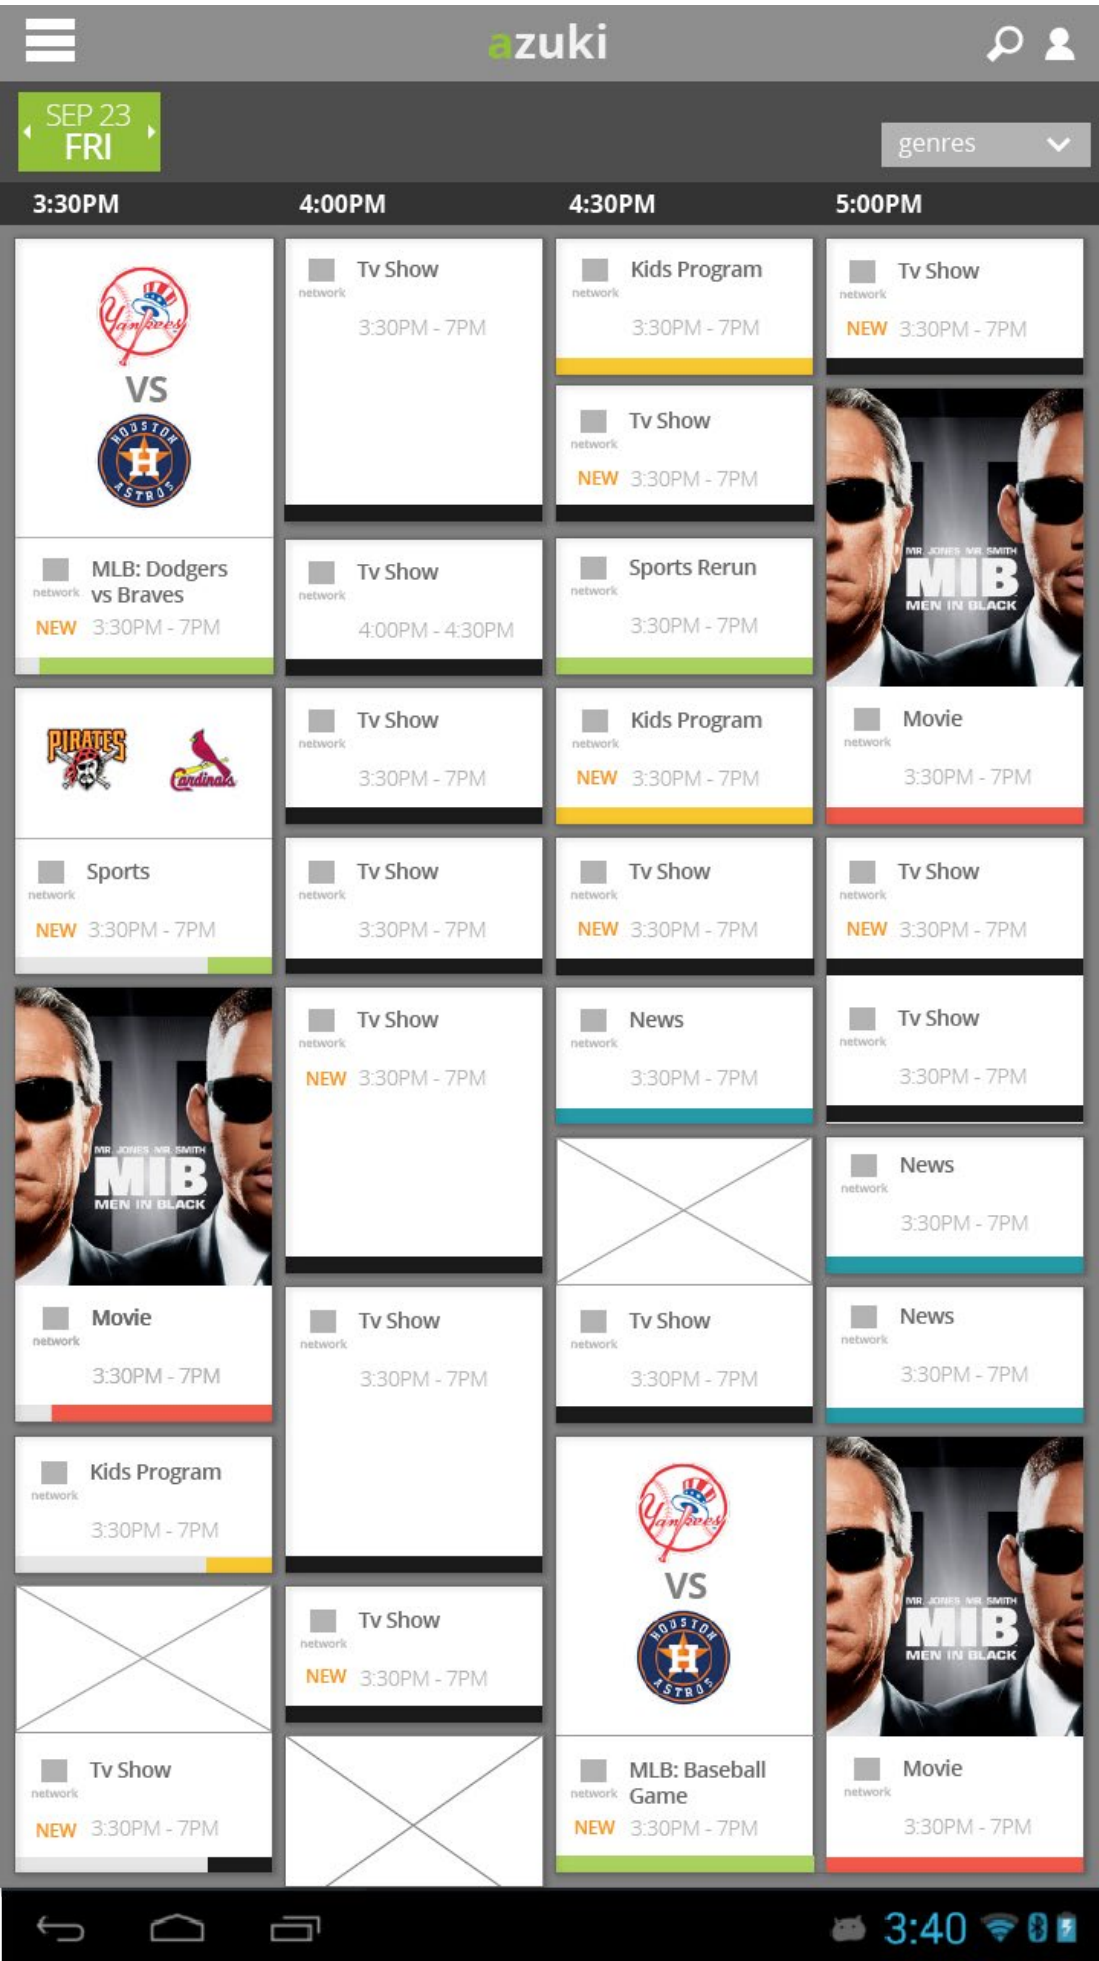 azuki
SEP 23
FRI
genres
3:30PM
4:00PM
4:30PM
5:00PM
Yankees
VS
HOUSTON
H
ASTROS
MLB: Dodgers
network
vs Braves
NEW 3:30PM - 7PM
PIRATES
Cardinals
Sports
network
NEW 3:30PM - 7PM
MR. JONES MR. SMITH
MIB
MEN IN BLACK
Movie
network
3:30PM - 7PM
Kids Program
network
3:30PM - 7PM
Tv Show
network
NEW 3:30PM - 7PM
Tv Show
network
3:30PM - 7PM
Tv Show
network
4:00PM - 4:30PM
Tv Show
network
3:30PM - 7PM
Tv Show
network
3:30PM - 7PM
Tv Show
network
NEW 3:30PM - 7PM
Tv Show
network
3:30PM - 7PM
Tv Show
network
NEW 3:30PM - 7PM
Kids Program
network
3:30PM - 7PM
Tv Show
network
NEW 3:30PM - 7PM
Sports Rerun
network
3:30PM - 7PM
Kids Program
network
NEW 3:30PM - 7PM
Tv Show
network
NEW 3:30PM - 7PM
News
network
3:30PM - 7PM
Tv Show
network
3:30PM - 7PM
Yankees
VS
HOUSTON
H
ASTROS
MLB: Baseball
network
Game
NEW 3:30PM - 7PM
Tv Show
network
NEW 3:30PM - 7PM
MR. JONES MR. SMITH
MIB
MEN IN BLACK
Movie
network
3:30PM - 7PM
Tv Show
network
NEW 3:30PM - 7PM
Tv Show
network
3:30PM - 7PM
News
network
3:30PM - 7PM
News
network
3:30PM - 7PM
MR. JONES MR. SMITH
MIB
MEN IN BLACK
Movie
network
3:30PM - 7PM
3:40